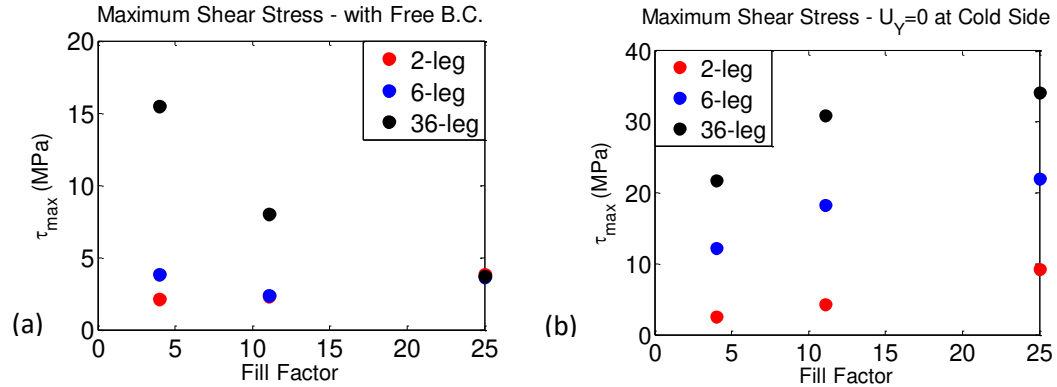 Maximum Shear Stress - with Free B.C.
20
15
10
5
0
τmax (MPa)
2-leg
6-leg
36-leg
0 5 10 15 20 25
Fill Factor
(a)
Maximum Shear Stress - U_Y=0 at Cold Side
40
30
20
10
0
τmax (MPa)
2-leg
6-leg
36-leg
0 5 10 15 20 25
Fill Factor
(b)